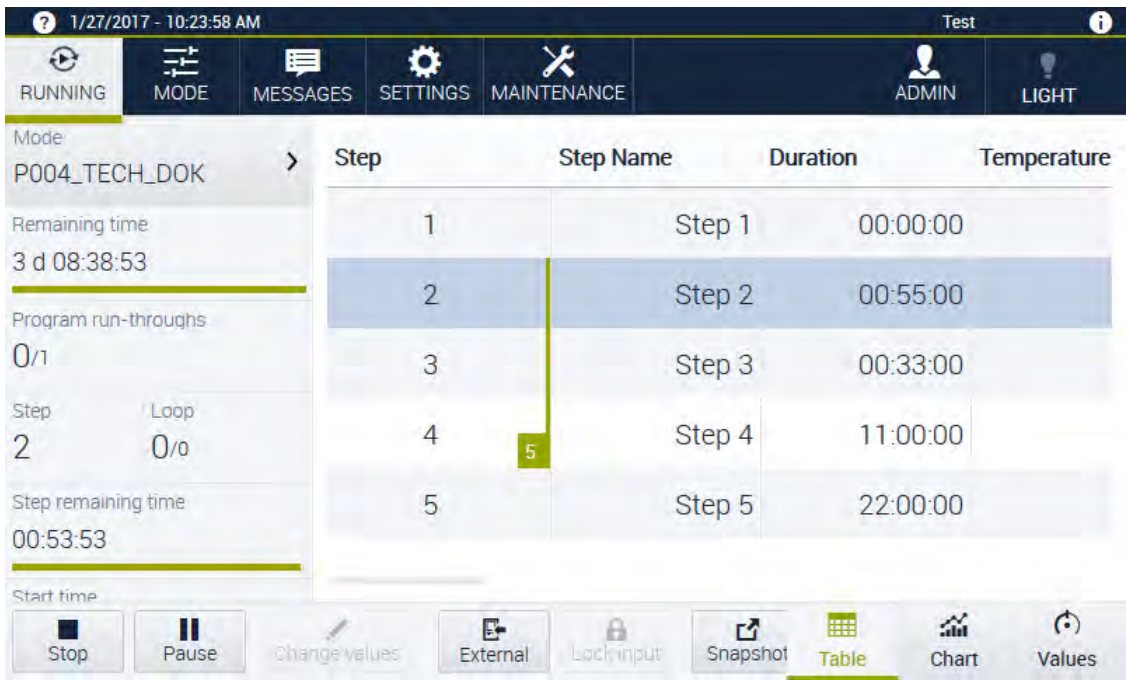 ? 1/27/2017 - 10:23:58 AM Test i
RUNNING MODE MESSAGES SETTINGS MAINTENANCE ADMIN LIGHT
Mode
P004_TECH_DOK
Remaining time
3 d 08:38:53
Program run-throughs
0/1
Step Loop
2 0/0
Step remaining time
00:53:53
Start time
Step Step Name Duration Temperature
1 Step 1 00:00:00
2 Step 2 00:55:00
3 Step 3 00:33:00
4 5 Step 4 11:00:00
5 Step 5 22:00:00
Stop Pause Change values External Lock input Snapshot Table Chart Values